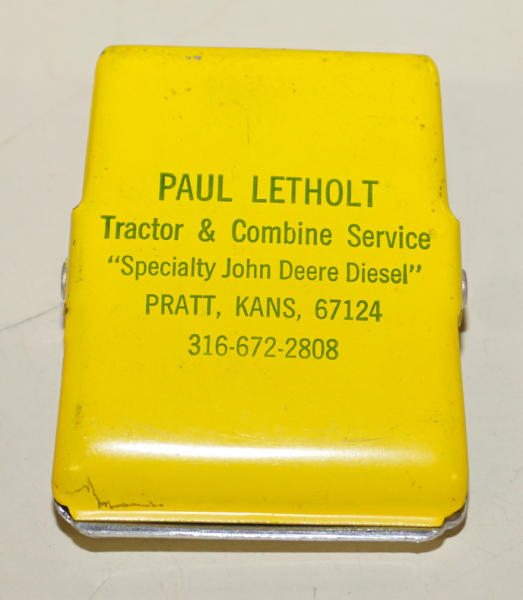 PAUL LETHOLT
Tractor & Combine Service
“Specialty John Deere Diesel”
PRATT, KANS, 67124
316-672-2808